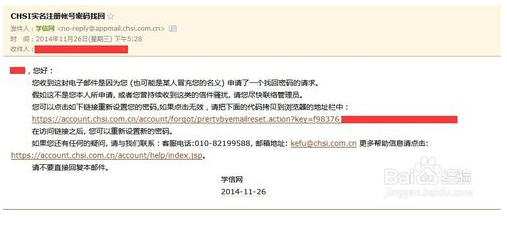 CHSI实名注册帐号密码找回
发件人：学信网 <no-reply@appmail.chsi.com.cn>
时 间：2014年11月26日(星期三) 下午5:28
收件人：
，您好：
您收到这封电子邮件是因为您 (也可能是某人冒充您的名义) 申请了一个找回密码的请求。
假如这不是您本人所申请, 或者您曾持续收到这类的信件骚扰, 请您尽快联络管理员。
您可以点击如下链接重新设置您的密码,如果点击无效，请把下面的代码拷贝到浏览器的地址栏中：
https://account.chsi.com.cn/account/forgot/prertvbyemailreset.action?key=f98376
在访问链接之后, 您可以重新设置新的密码。
如果您还有任何的疑问, 请与我们联系：客服电话:010-82199588, 邮箱地址: kefu@chsi.com.cn 更多帮助信息请点击:
https://account.chsi.com.cn/account/help/index.jsp。
请不要直接回复本邮件。
学信网
2014-11-26
Baidu 经验
jingyan.baidu.com